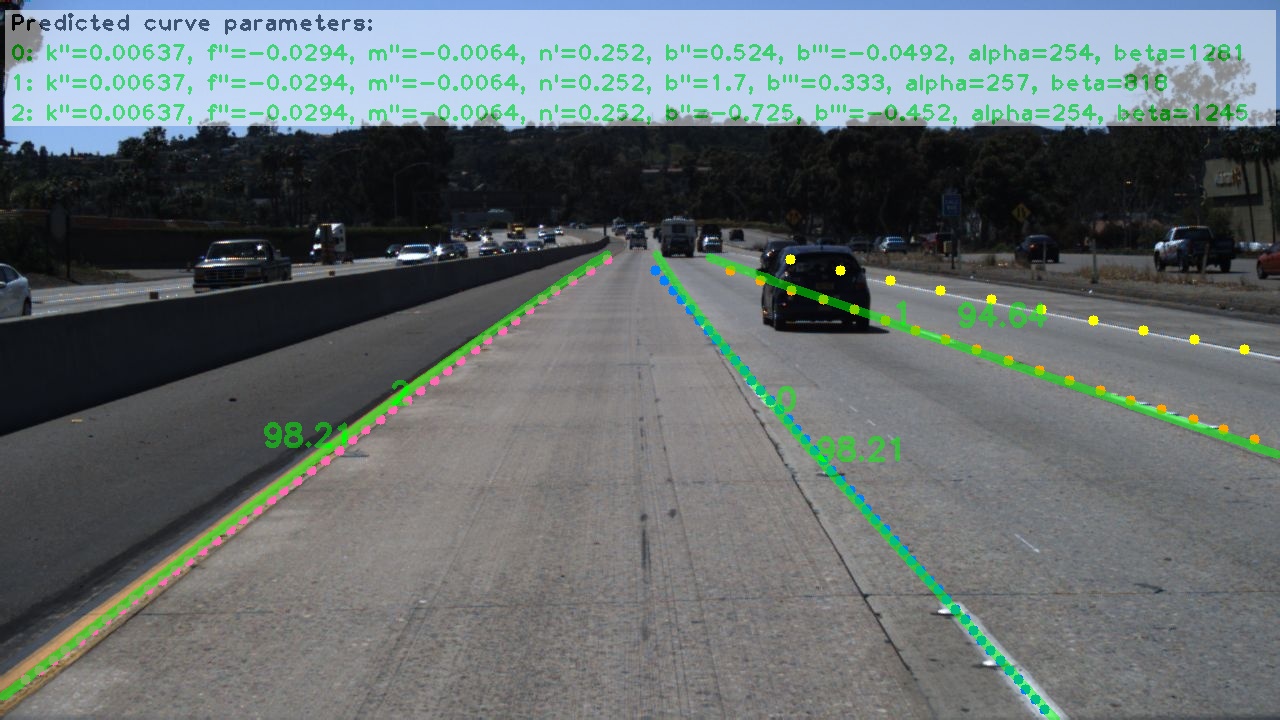 Predicted curve parameters:
0: k''=0.00637, f''=-0.0294, m''=-0.0064, n'=0.252, b''=0.524, b'''=-0.0492, alpha=254, beta=1281
1: k''=0.00637, f''=-0.0294, m''=-0.0064, n'=0.252, b''=1.7, b'''=0.333, alpha=257, beta=818
2: k''=0.00637, f''=-0.0294, m''=-0.0064, n'=0.252, b''=-0.725, b'''=-0.452, alpha=254, beta=1245
1 94.64
2
0
98.21
98.21